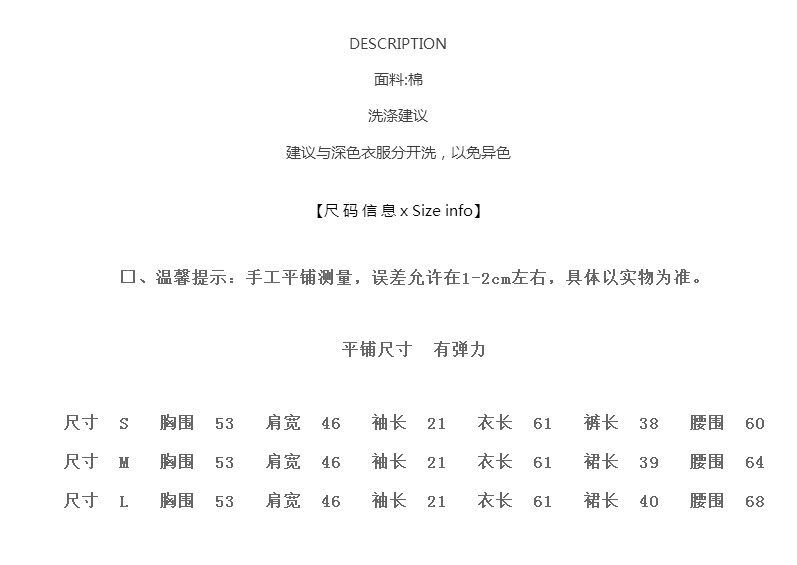 DESCRIPTION
面料:棉
洗涤建议
建议与深色衣服分开洗，以免异色
【尺 码 信 息 x Size info】
口、温馨提示：手工平铺测量，误差允许在1-2cm左右，具体以实物为准。
平铺尺寸 有弹力
尺寸 S 胸围 53 肩宽 46 袖长 21 衣长 61 裤长 38 腰围 60
尺寸 M 胸围 53 肩宽 46 袖长 21 衣长 61 裙长 39 腰围 64
尺寸 L 胸围 53 肩宽 46 袖长 21 衣长 61 裙长 40 腰围 68